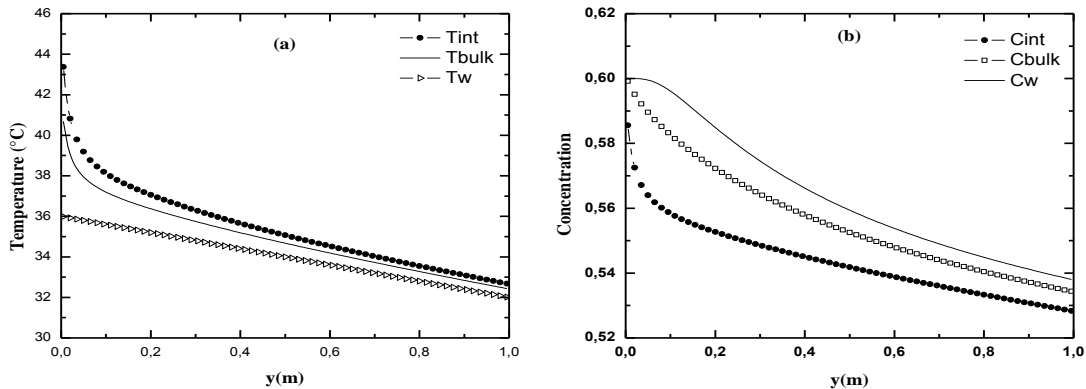 (a)
Tint
Tbulk
Tw
46
44
42
40
38
36
34
32
30
Temperature (°C)
0,0 0,2 0,4 0,6 0,8 1,0
y(m)
(b)
Cint
Cbulk
Cw
0,62
0,60
0,58
0,56
0,54
0,52
Concentration
0,0 0,2 0,4 0,6 0,8 1,0
y(m)